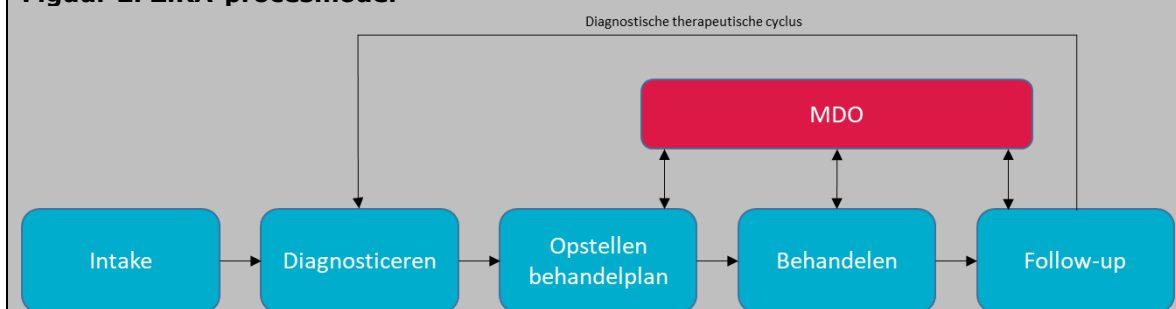 Diagnostische therapeutische cyclus
MDO
Intake
Diagnosticeren
Opstellen
behandelplan
Behandelen
Follow-up